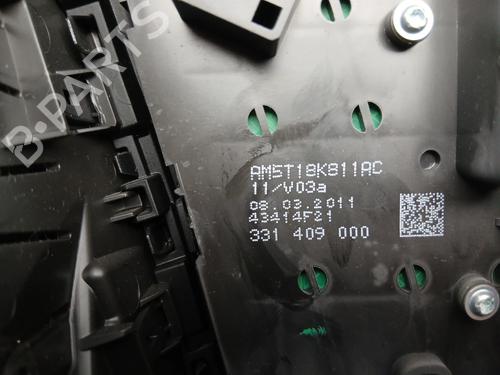 B-PARTS
AM5T18K811AC
11/V03a
08.03.2011
43414F21
331 409 000